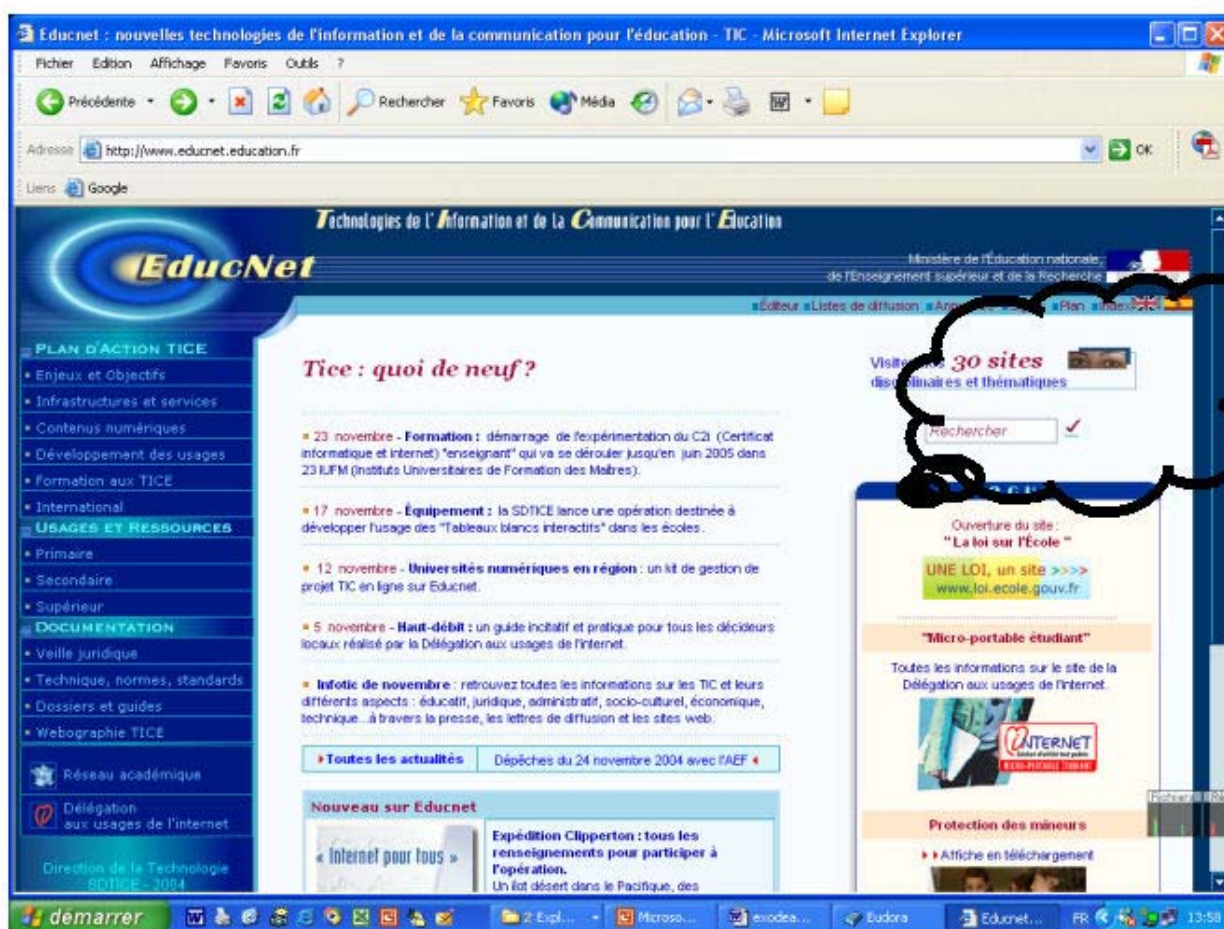 Educnet : nouvelles technologies de l'information et de la communication pour l'éducation - TIC - Microsoft Internet Explorer
Fichier Edition Affichage Favoris Outils ?
Précédente Rechercher Favoris Média
Adresse http://www.educnet.education.fr OK
Liens Google
Technologies de l'Information et de la Communication pour l'Education
EducNet
Ministère de l'Éducation nationale,
de l'Enseignement supérieur et de la Recherche
Éditeur Listes de diffusion Plan Index
PLAN D'ACTION TICE
Enjeux et Objectifs
Infrastructures et services
Contenus numériques
Développement des usages
Formation aux TICE
International
USAGES ET RESSOURCES
Primaire
Secondaire
Supérieur
DOCUMENTATION
Veille juridique
Technique, normes, standards
Dossiers et guides
Webographie TICE
Réseau académique
Délégation
aux usages de l'internet
Direction de la Technologie
SDTICE - 2004
Tice : quoi de neuf ?
23 novembre - Formation : démarrage de l'expérimentation du C2i (Certificat
informatique et internet) "enseignant" qui va se dérouler jusqu'en juin 2005 dans
23 IUFM (Instituts Universitaires de Formation des Maîtres).
17 novembre - Équipement : la SDTICE lance une opération destinée à
développer l'usage des "Tableaux blancs interactifs" dans les écoles.
12 novembre - Universités numériques en région : un kit de gestion de
projet TIC en ligne sur Educnet.
5 novembre - Haut-débit : un guide incitatif et pratique pour tous les décideurs
locaux réalisé par la Délégation aux usages de l'internet.
Infotic de novembre : retrouvez toutes les informations sur les TIC et leurs
différents aspects : éducatif, juridique, administratif, socio-culturel, économique,
technique...à travers la presse, les lettres de diffusion et les sites web.
Toutes les actualités Dépêches du 24 novembre 2004 avec l'AEF
Nouveau sur Educnet
« Internet pour tous »
Expédition Clipperton : tous les
renseignements pour participer à
l'opération.
Un îlot désert dans le Pacifique, des
30 sites
disciplinaires et thématiques
Rechercher
Ouverture du site :
"La loi sur l'École "
UNE LOI, un site >>>>
www.loi.ecole.gouv.fr
"Micro-portable étudiant"
Toutes les informations sur le site de la
Délégation aux usages de l'internet.
INTERNET
MICRO-PORTABLE ÉTUDIANT
Protection des mineurs
Affiche en téléchargement
démarrer 2 Expl... Microso... exodea... Eudora Educnet... FR 13:58